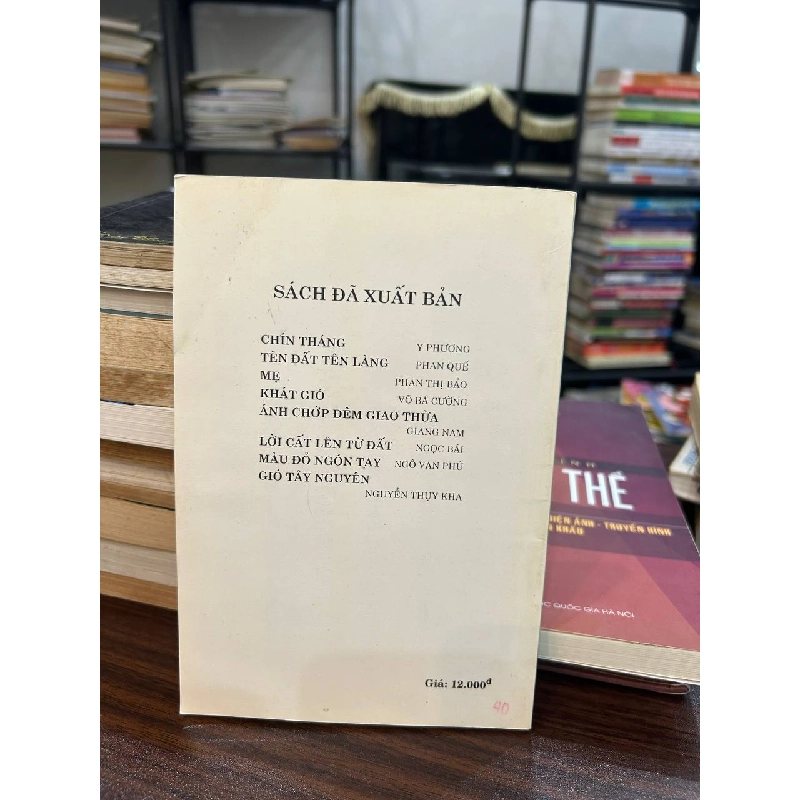 SÁCH ĐÃ XUẤT BẢN
CHÍN THÁNG Y PHƯƠNG
TÊN ĐẤT TÊN LÀNG PHAN QUẾ
MẸ PHAN THỊ BẢO
KHÁT GIÓ VÕ BÁ CƯỜNG
ÁNH CHỚP ĐÊM GIAO THỪA
GIANG NAM
LỜI CẤT LÊN TỪ ĐẤT NGỌC BÁI
MÀU ĐỎ NGÓN TAY NGÔ VĂN PHÚ
GIÓ TÂY NGUYÊN
NGUYỄN THỤY KHA
Giá: 12.000đ
40
THỂ
ĐIỆN ẢNH - TRUYỀN HÌNH
N KHẤU
QUỐC GIA HÀ NỘI